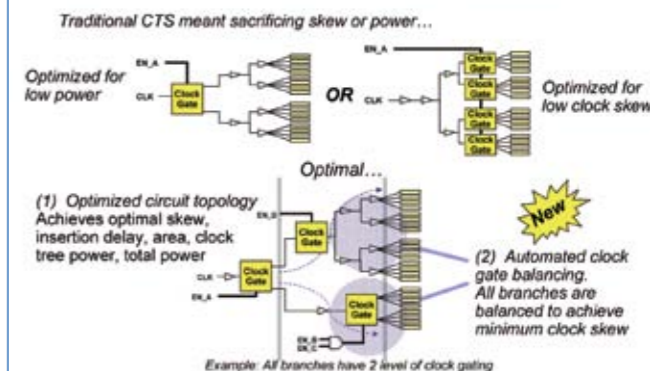 Traditional CTS meant sacrificing skew or power…
EN_A
Optimized for
low power
CLK
Clock
Gate
OR
EN_A
CLK
Clock
Gate
Clock
Gate
Clock
Gate
Clock
Gate
Optimized for
low clock skew
Optimal…
(1) Optimized circuit topology
Achieves optimal skew,
insertion delay, area, clock
tree power, total power
EN_D
Clock
Gate
CLK
Clock
Gate
EN_A
Clock
Gate
EN_B
EN_C
New
(2) Automated clock
gate balancing.
All branches are
balanced to achieve
minimum clock skew
Example: All branches have 2 level of clock gating